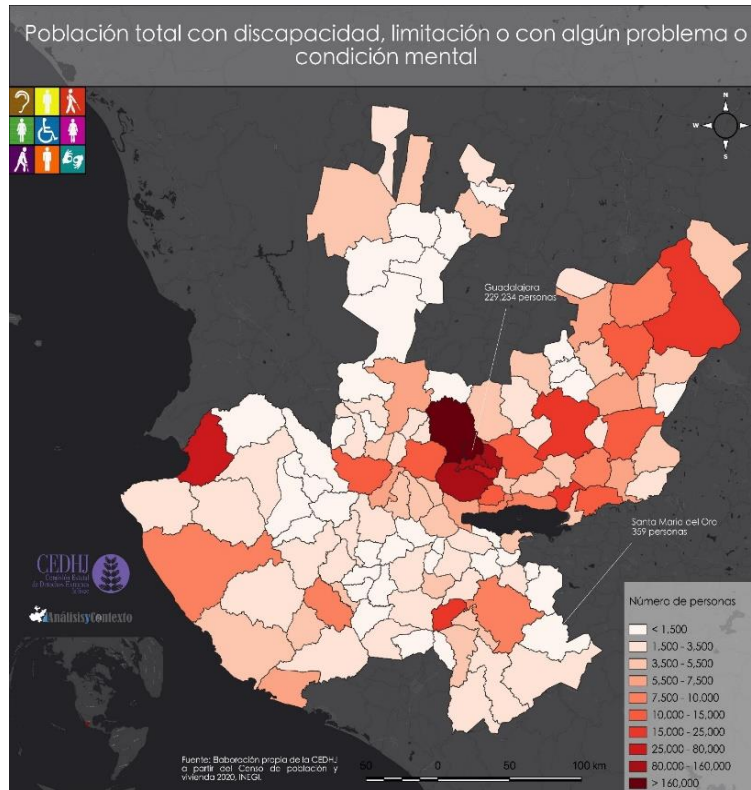 Población total con discapacidad, limitación o con algún problema o
condición mental
N
W
E
S
Guadalajara
229,234 personas
Santa María del Oro
359 personas
CEDHJ
Comisión Estatal
de Derechos Humanos
Jalisco
AnálisisyContexto
Número de personas
< 1,500
1,500 - 3,500
3,500 - 5,500
5,500 - 7,500
7,500 - 10,000
10,000 - 15,000
15,000 - 25,000
25,000 - 80,000
80,000 - 160,000
> 160,000
Fuente: Elaboración propia de la CEDHJ
a partir del Censo de población y
vivienda 2020, INEGI.
50 0 50 100 km